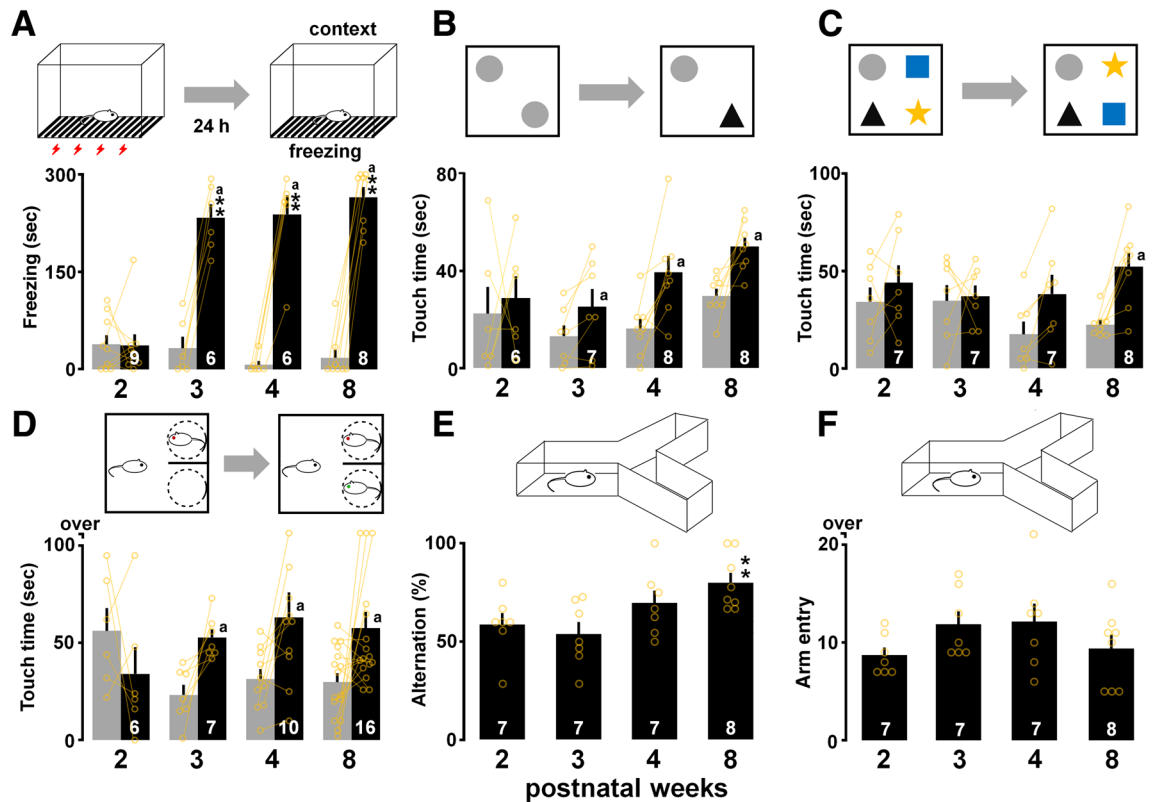 A
context
24 h
freezing
Freezing (sec)
300
150
0
a
**
a
**
a
**
9
6
6
8
2
3
4
8
B
Touch time (sec)
80
40
0
a
a
a
6
7
8
8
2
3
4
8
C
Touch time (sec)
100
50
0
a
7
7
7
8
2
3
4
8
D
over
Touch time (sec)
100
50
0
a
a
a
6
7
10
16
2
3
4
8
E
Alternation (%)
100
50
0
**
7
7
7
8
2
3
4
8
F
over
Arm entry
20
10
0
7
7
7
8
2
3
4
8
postnatal weeks